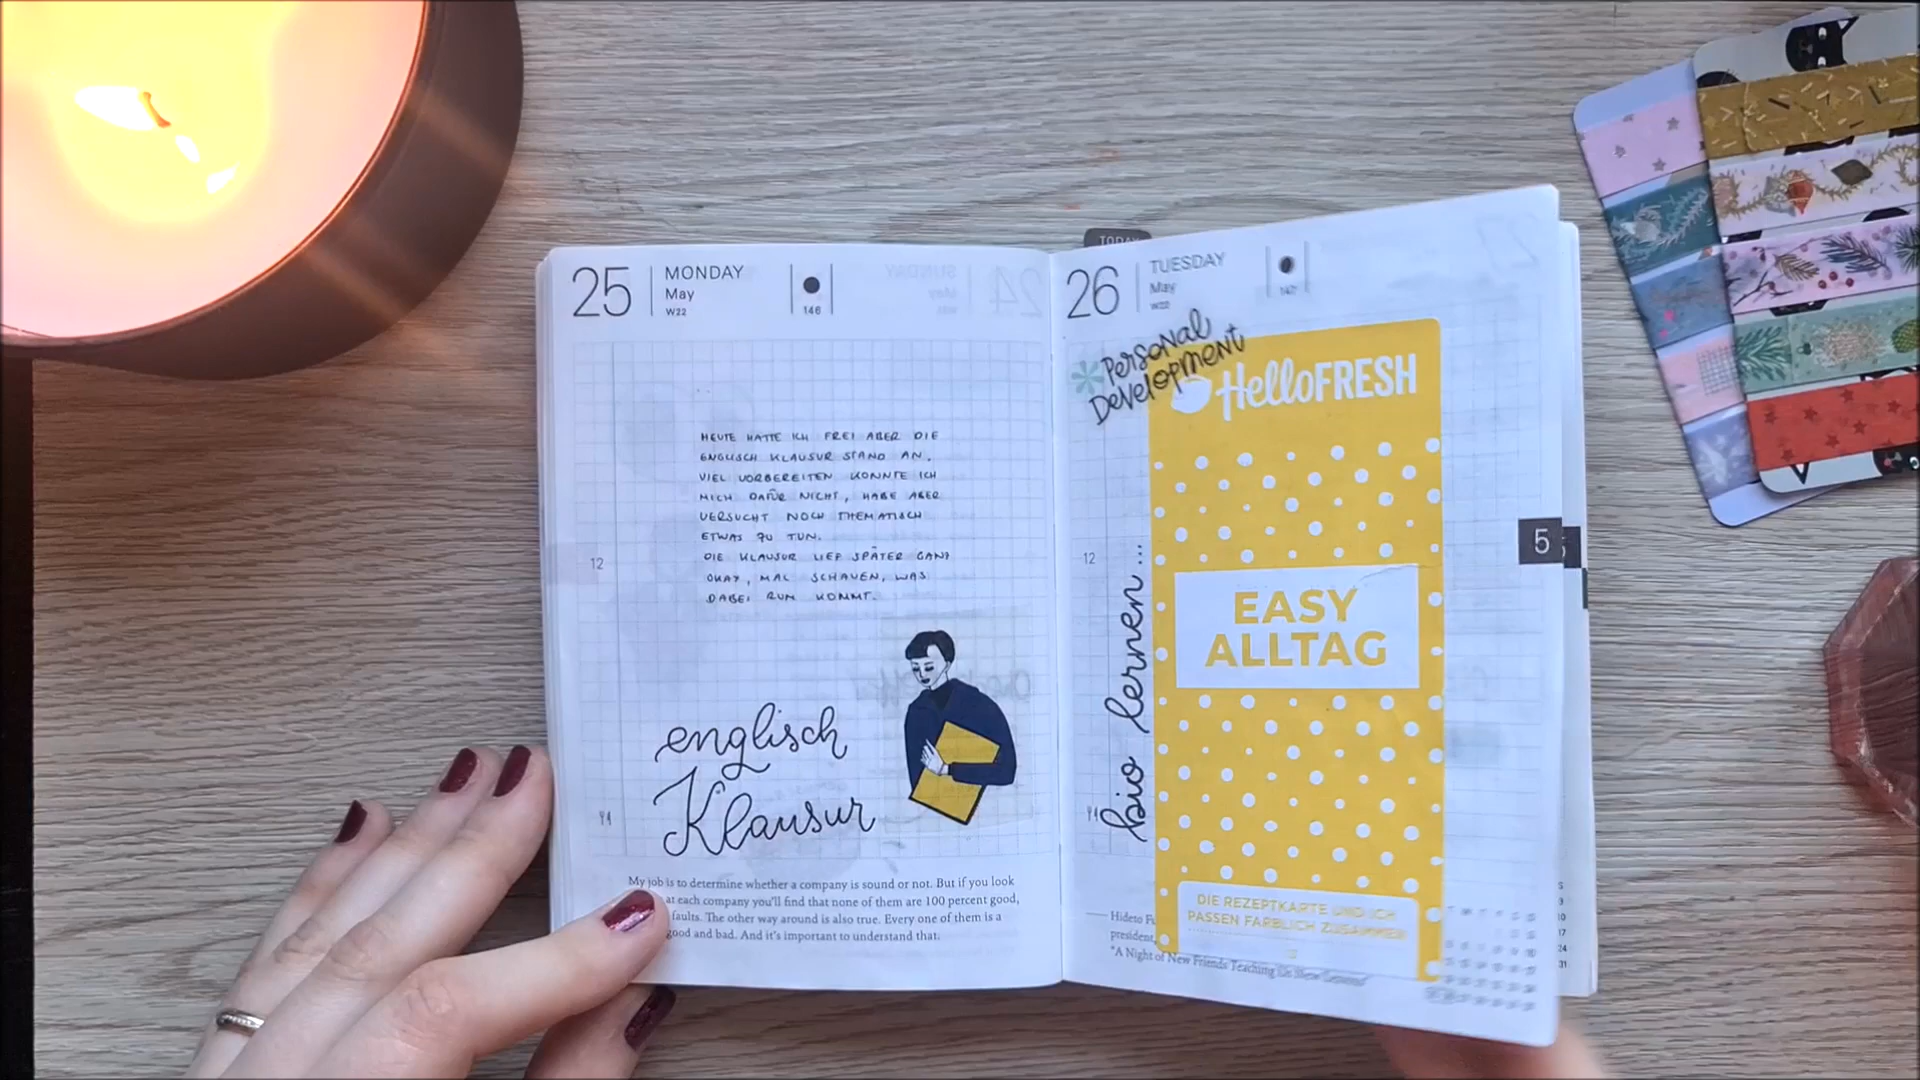 TODAY
25
MONDAY
May
W22
146
HEUTE HATTE ICH FREI ABER DIE
ENGLISCH KLAUSUR STAND AN.
VIEL VORBEREITEN KONNTE ICH
MICH DAFÜR NICHT, HABE ABER
VERSUCHT NOCH THEMATISCH
ETWAS ZU TUN.
DIE KLAUSUR LIEF SPÄTER GANZ
OKAY, MAL SCHAUEN, WAS
DABEI RUM KOMMT.
12
englisch
Klausur
My job is to determine whether a company is sound or not. But if you look
at each company you'll find that none of them are 100 percent good,
faults. The other way around is also true. Every one of them is a
good and bad. And it's important to understand that.
26
TUESDAY
May
W22
147
Personal
Development
HelloFRESH
12
bio lernen...
EASY
ALLTAG
DIE REZEPTKARTE UND ICH
PASSEN FARBLICH ZUSAMMEN
Hideto
president,
"A Night of New Friends Teaching
5